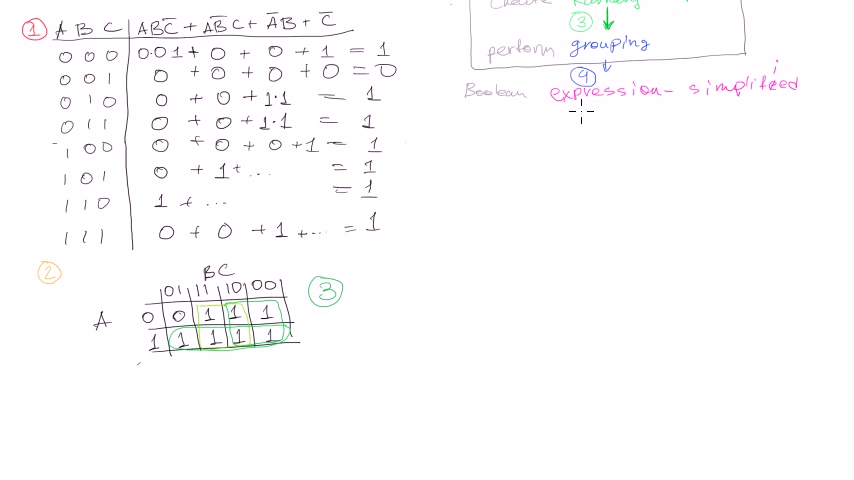 ① A B C | ABC̅ + AB̅C + A̅B + C̅
0 0 0 | 0.01 + 0 + 0 + 1 = 1
0 0 1 | 0 + 0 + 0 + 0 = 0
0 1 0 | 0 + 0 + 1·1 = 1
0 1 1 | 0 + 0 + 1·1 = 1
1 0 0 | 0 + 0 + 0 + 1 = 1
1 0 1 | 0 + 1 + ... = 1
1 1 0 | 1 + ... = 1
1 1 1 | 0 + 0 + 1 + ... = 1
②
BC
01 11 10 00
A 0 0 1 1 1
1 1 1 1 1
③
③
perform grouping
④
Boolean expression - simplified